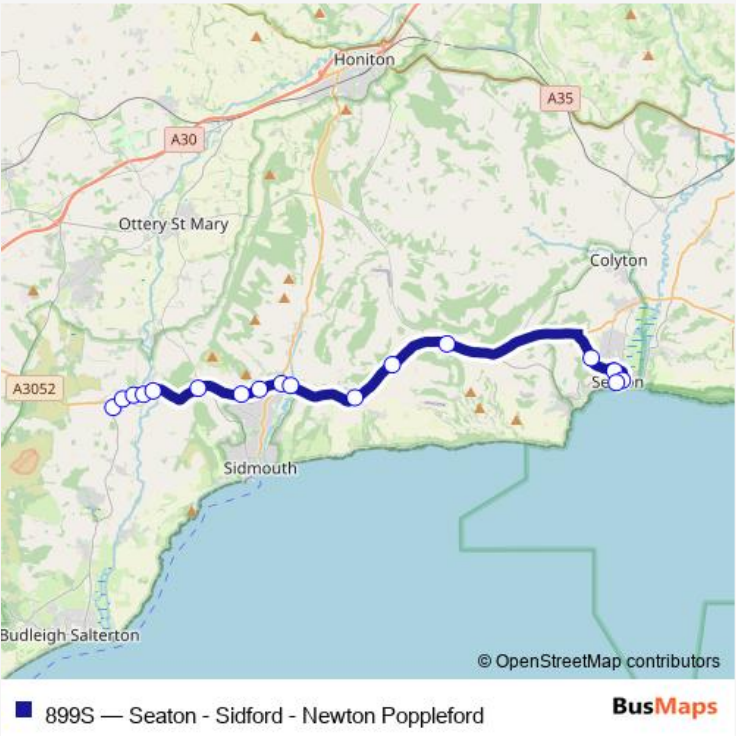 Honiton
A35
A30
Ottery St Mary
Colyton
A3052
Sidmouth
Budleigh Salterton
© OpenStreetMap contributors
899S — Seaton - Sidford - Newton Poppleford
BusMaps